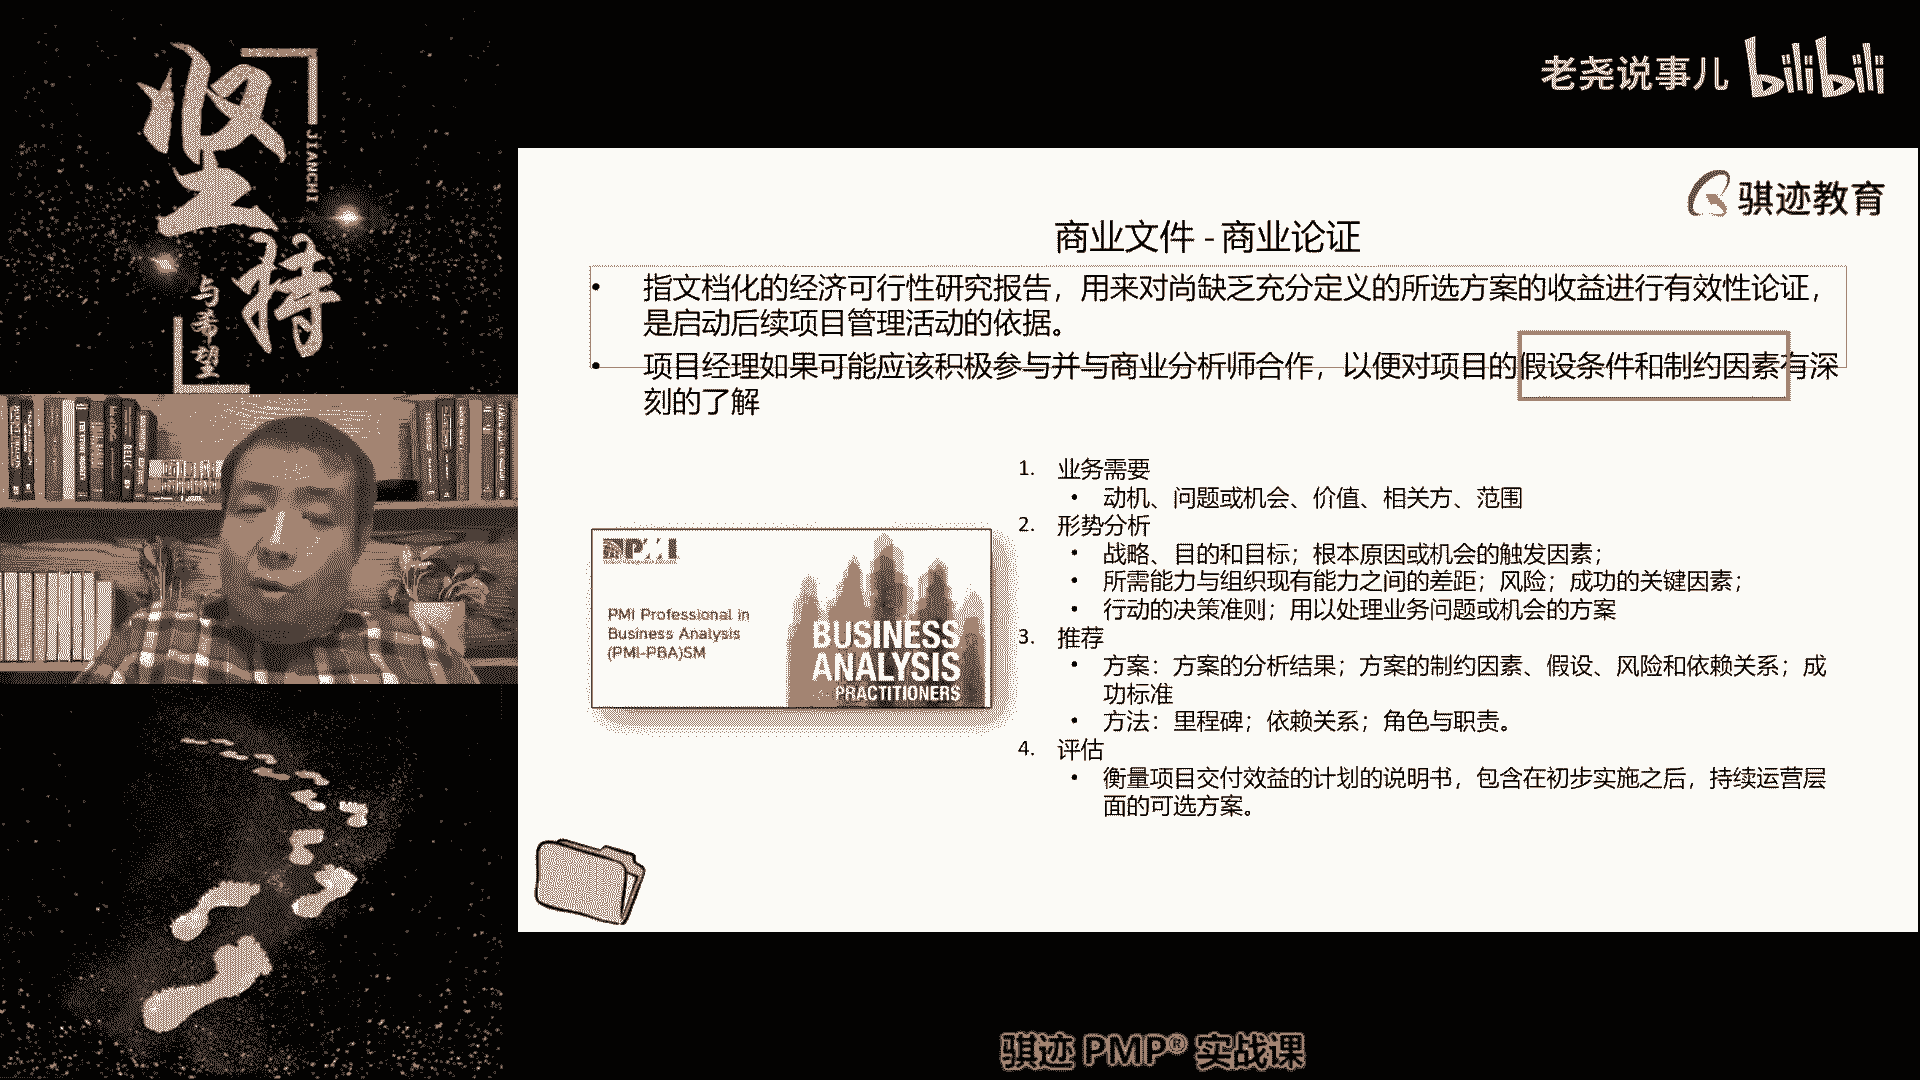 坚持
JIANCHI
与希望
老尧说事儿 bilibili
骐迹教育
商业文件 - 商业论证
• 指文档化的经济可行性研究报告，用来对尚缺乏充分定义的所选方案的收益进行有效性论证，
是启动后续项目管理活动的依据。
• 项目经理如果可能应该积极参与并与商业分析师合作，以便对项目的假设条件和制约因素有深
刻的了解
1. 业务需要
• 动机、问题或机会、价值、相关方、范围
2. 形势分析
• 战略、目的和目标；根本原因或机会的触发因素；
• 所需能力与组织现有能力之间的差距；风险；成功的关键因素；
• 行动的决策准则；用以处理业务问题或机会的方案
3. 推荐
• 方案：方案的分析结果；方案的制约因素、假设、风险和依赖关系；成
功标准
• 方法：里程碑；依赖关系；角色与职责。
4. 评估
• 衡量项目交付效益的计划的说明书，包含在初步实施之后，持续运营层
面的可选方案。
PMI
PMI Professional in
Business Analysis
(PMI-PBA)SM
BUSINESS
ANALYSIS
PRACTITIONERS
骐迹 PMP® 实战课